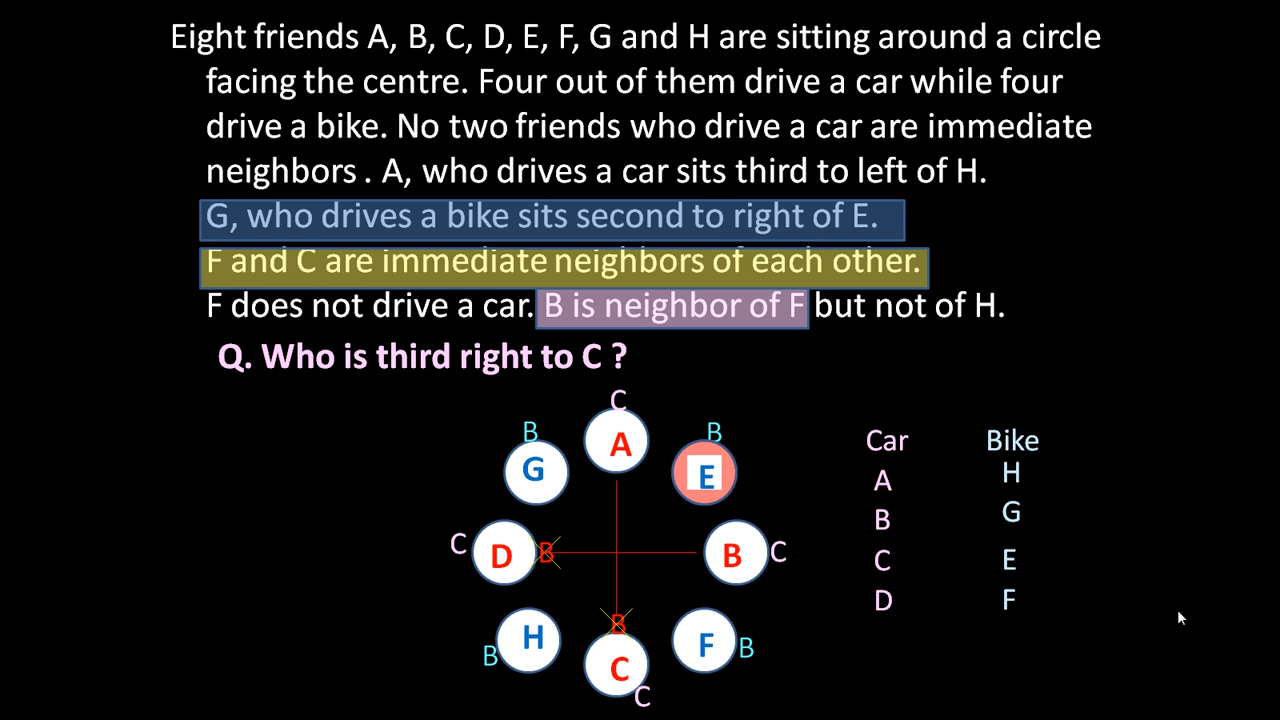 Eight friends A, B, C, D, E, F, G and H are sitting around a circle
facing the centre. Four out of them drive a car while four
drive a bike. No two friends who drive a car are immediate
neighbors . A, who drives a car sits third to left of H.
G, who drives a bike sits second to right of E.
F and C are immediate neighbors of each other.
F does not drive a car. B is neighbor of F but not of H.
Q. Who is third right to C ?
C
A
B
G
B
E
C
D
B
B
C
H
B
B
C
C
F
B
Car Bike
A H
B G
C E
D F